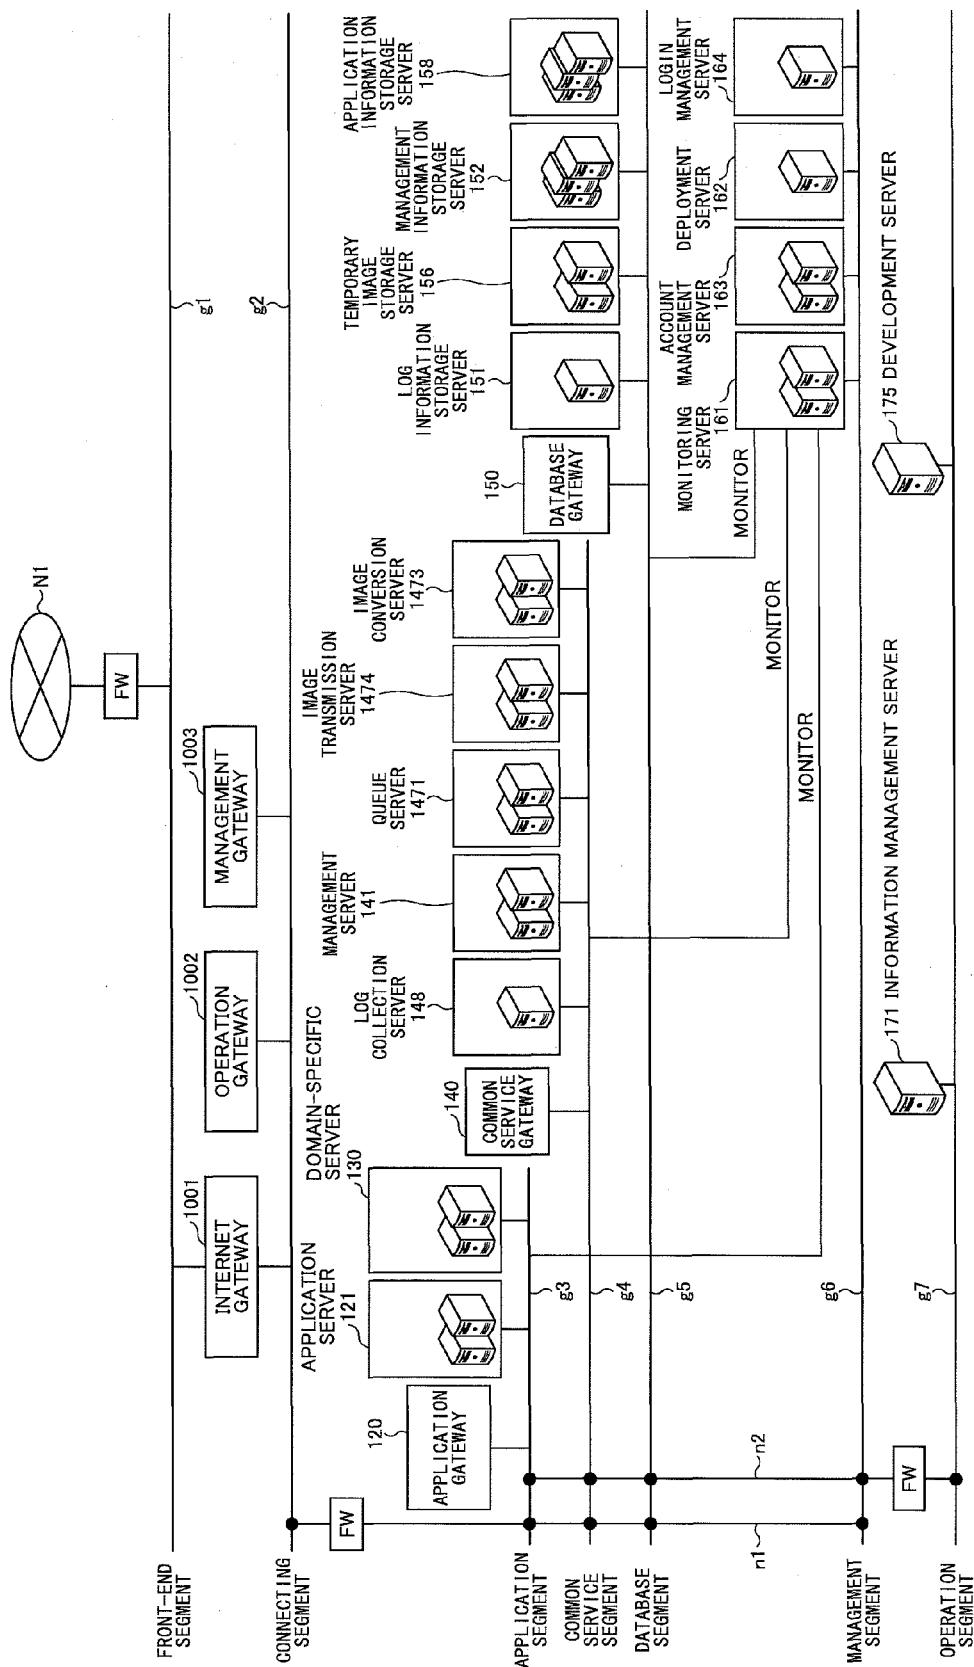 N1
FW
FRONT-END
SEGMENT
g1
INTERNET
GATEWAY
1001
OPERATION
GATEWAY
1002
MANAGEMENT
GATEWAY
1003
CONNECTING
SEGMENT
g2
FW
APPLICATION
GATEWAY
120
APPLICATION
SERVER
121
DOMAIN-SPECIFIC
SERVER
130
APPLICATION
SEGMENT
g3
COMMON
SERVICE
GATEWAY
140
LOG
COLLECTION
SERVER
148
MANAGEMENT
SERVER
141
QUEUE
SERVER
1471
IMAGE
TRANSMISSION
SERVER
1474
IMAGE
CONVERSION
SERVER
1473
COMMON
SERVICE
SEGMENT
g4
DATABASE
GATEWAY
150
LOG
INFORMATION
STORAGE
SERVER
151
TEMPORARY
IMAGE
STORAGE
SERVER
156
MANAGEMENT
INFORMATION
STORAGE
SERVER
152
APPLICATION
INFORMATION
STORAGE
SERVER
158
DATABASE
SEGMENT
g5
MONITOR
MONITOR
MONITOR
MONITORING
SERVER
161
ACCOUNT
MANAGEMENT
SERVER
163
DEPLOYMENT
SERVER
162
LOGIN
MANAGEMENT
SERVER
164
n1
n2
MANAGEMENT
SEGMENT
g6
FW
171 INFORMATION MANAGEMENT SERVER
175 DEVELOPMENT SERVER
OPERATION
SEGMENT
g7